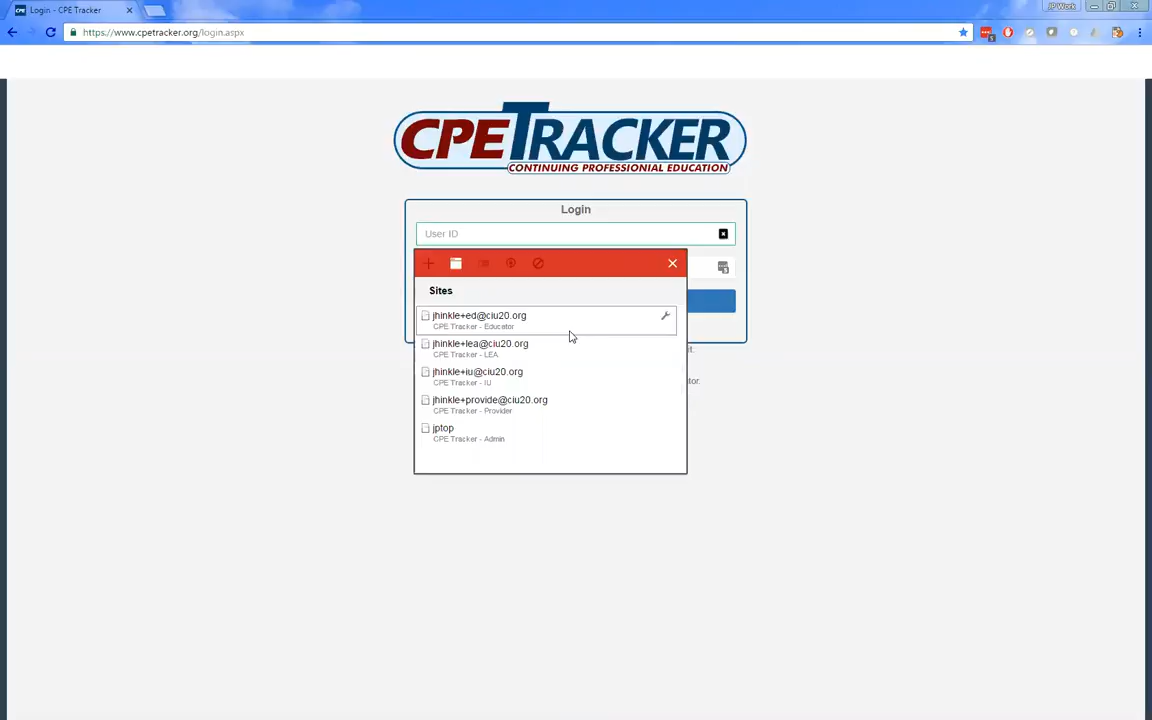 Login - CPE Tracker
JP Work
https://www.cpetracker.org/login.aspx
CPETRACKER
CONTINUING PROFESSIONAL EDUCATION
Login
User ID
Sites
jhinkle+ed@ciu20.org
CPE Tracker - Educator
jhinkle+lea@ciu20.org
CPE Tracker - LEA
it.
jhinkle+iu@ciu20.org
CPE Tracker - IU
tor.
jhinkle+provide@ciu20.org
CPE Tracker - Provider
jptop
CPE Tracker - Admin